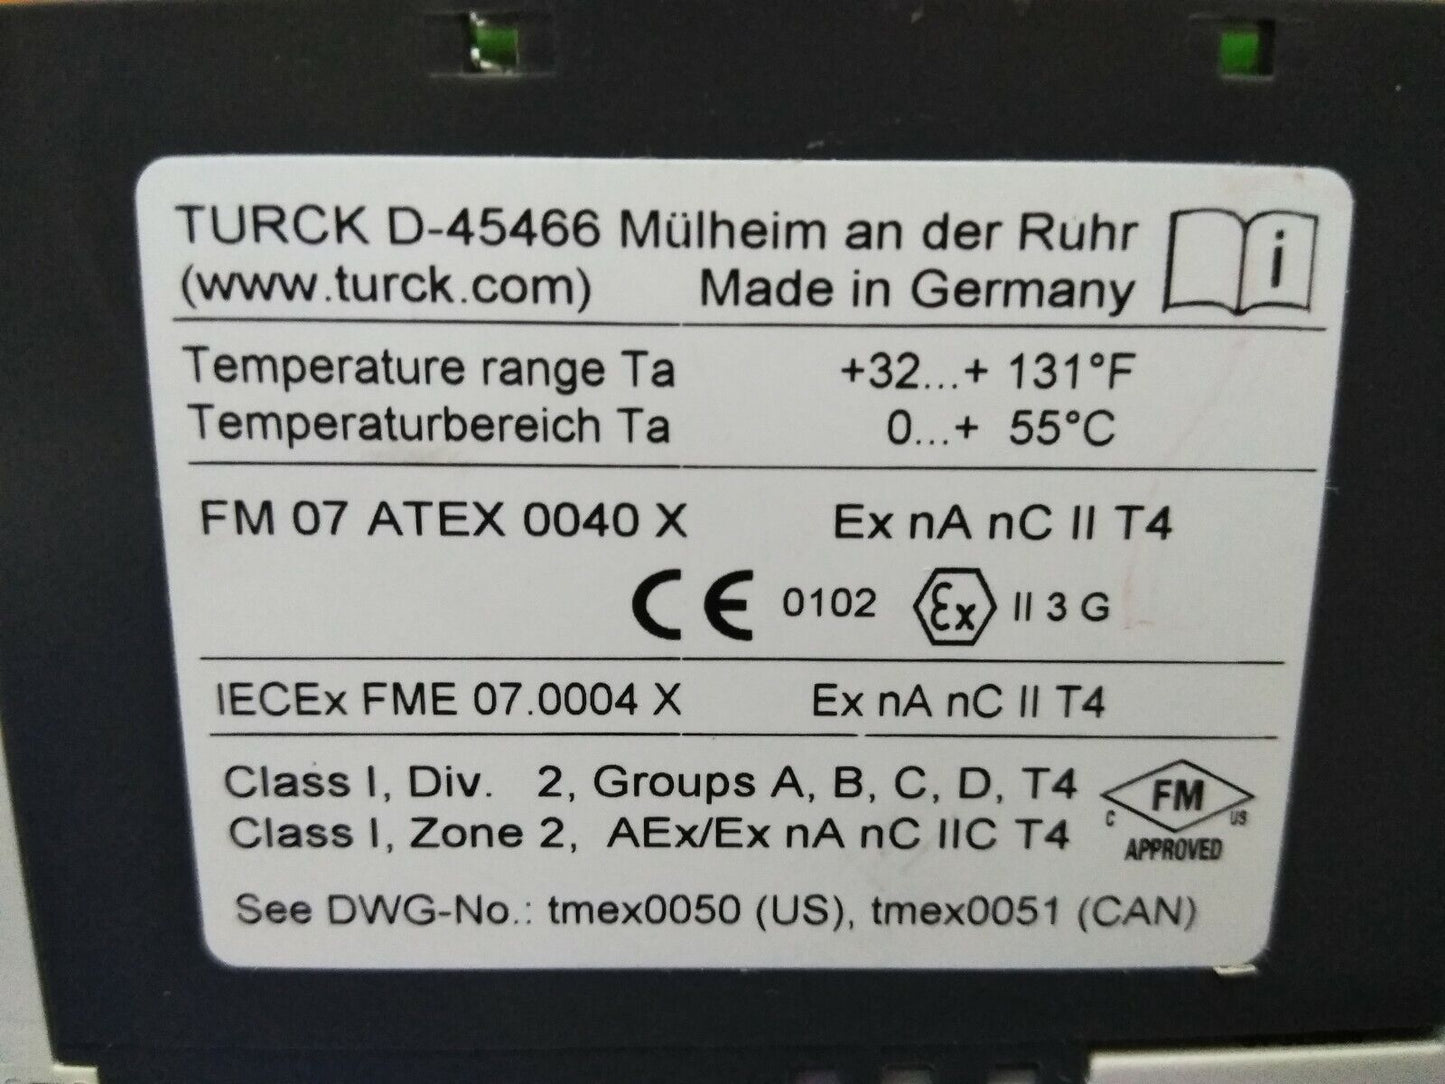 TURCK D-45466 Mülheim an der Ruhr
(www.turck.com) Made in Germany
i
Temperature range Ta +32...+ 131°F
Temperaturbereich Ta 0...+ 55°C
FM 07 ATEX 0040 X Ex nA nC II T4
CE 0102 Ex II 3 G
IECEx FME 07.0004 X Ex nA nC II T4
Class I, Div. 2, Groups A, B, C, D, T4
Class I, Zone 2, AEx/Ex nA nC IIC T4
FM
C US
APPROVED
See DWG-No.: tmex0050 (US), tmex0051 (CAN)